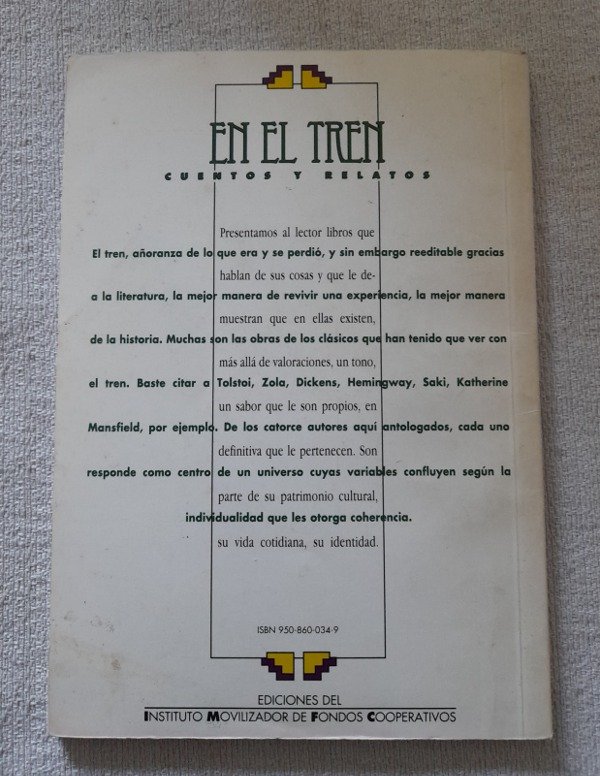 EN EL TREN
CUENTOS Y RELATOS
Presentamos al lector libros que
El tren, añoranza de lo que era y se perdió, y sin embargo reeditable gracias
hablan de sus cosas y que le de-
a la literatura, la mejor manera de revivir una experiencia, la mejor manera
muestran que en ellas existen,
de la historia. Muchas son las obras de los clásicos que han tenido que ver con
más allá de valoraciones, un tono,
el tren. Baste citar a Tolstoi, Zola, Dickens, Hemingway, Saki, Katherine
un sabor que le son propios, en
Mansfield, por ejemplo. De los catorce autores aquí antologados, cada uno
definitiva que le pertenecen. Son
responde como centro de un universo cuyas variables confluyen según la
parte de su patrimonio cultural,
individualidad que les otorga coherencia.
su vida cotidiana, su identidad.
ISBN 950-860-034-9
EDICIONES DEL
INSTITUTO MOVILIZADOR DE FONDOS COOPERATIVOS